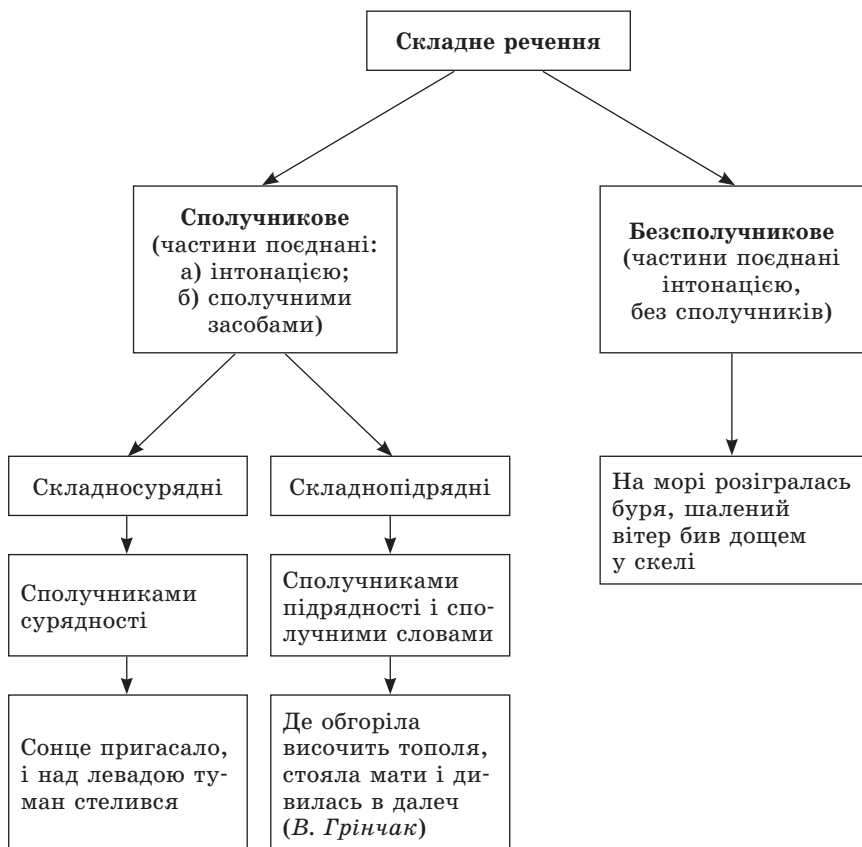 Складне речення
Сполучникове
(частини поєднані:
а) інтонацією;
б) сполучними
засобами)
Безсполучникове
(частини поєднані
інтонацією,
без сполучників)
Складносурядні
Складнопідрядні
На морі розігралась
буря, шалений
вітер бив дощем
у скелі
Сполучниками
сурядності
Сполучниками
підрядності і спо-
лучними словами
Сонце пригасало,
і над левадою ту-
ман стелився
Де обгоріла
височить тополя,
стояла мати і ди-
вилась в далеч
(В. Грінчак)